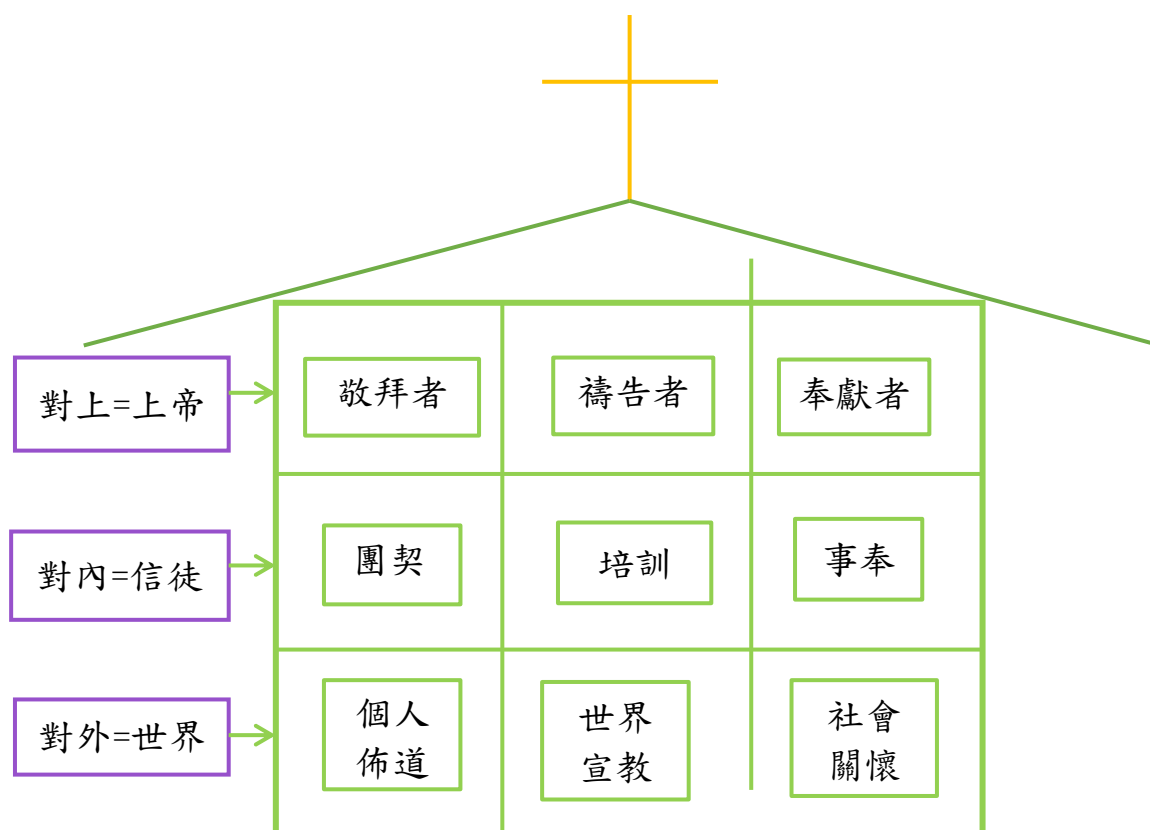 對上=上帝
敬拜者
禱告者
奉獻者
對內=信徒
團契
培訓
事奉
對外=世界
個人
佈道
世界
宣教
社會
關懷